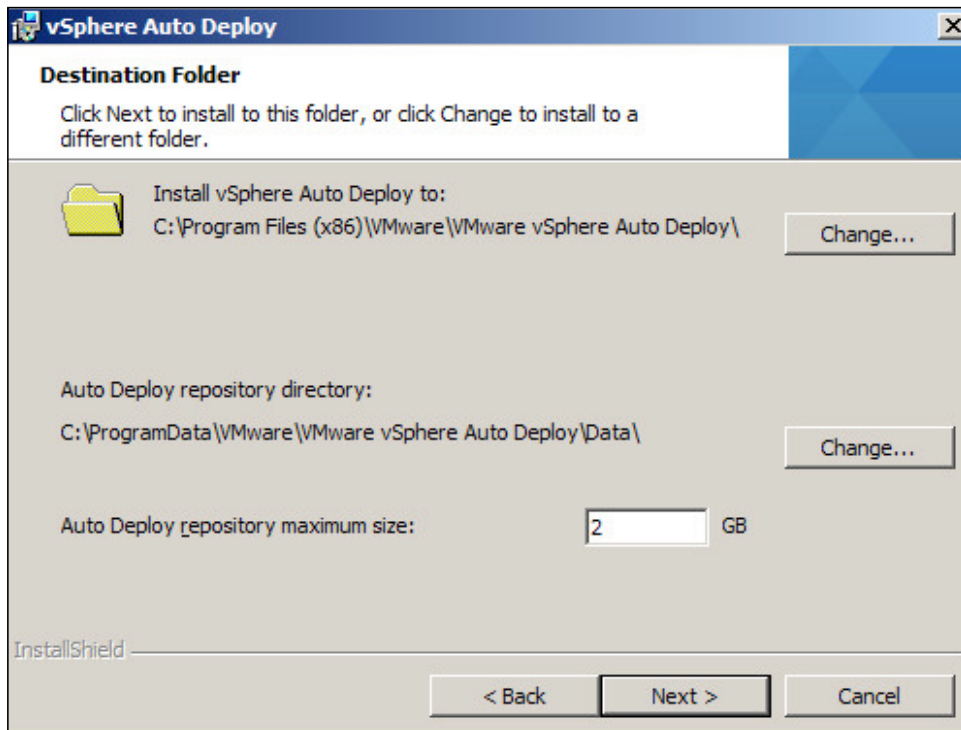 vSphere Auto Deploy
Destination Folder
Click Next to install to this folder, or click Change to install to a
different folder.
Install vSphere Auto Deploy to:
C:\Program Files (x86)\VMware\VMware vSphere Auto Deploy\
Change...
Auto Deploy repository directory:
C:\ProgramData\VMware\VMware vSphere Auto Deploy\Data\
Change...
Auto Deploy repository maximum size: 2 GB
InstallShield
< Back Next > Cancel